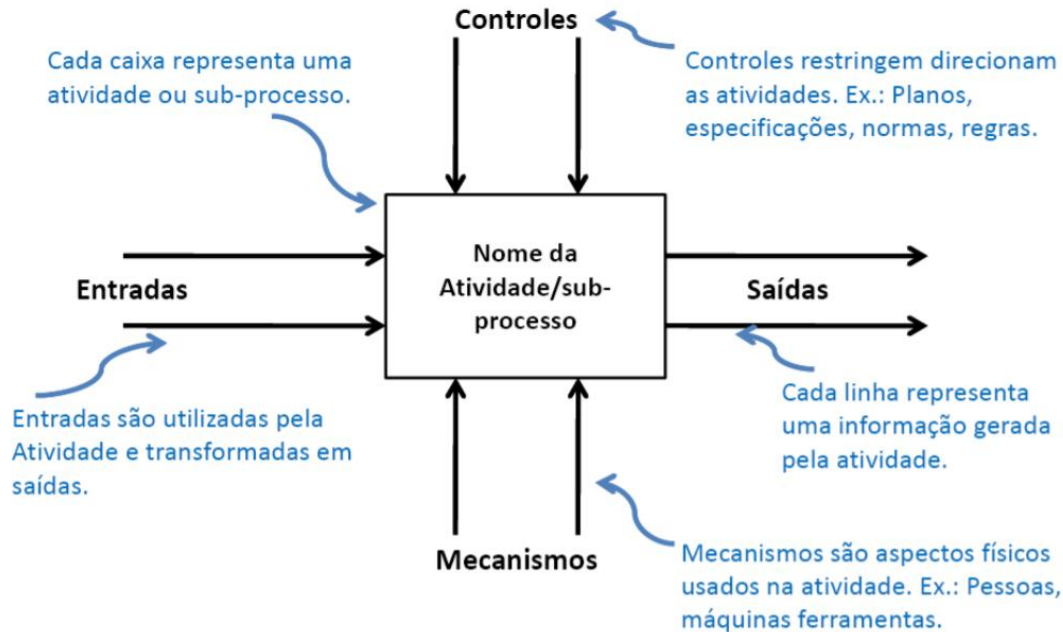 Controles
Cada caixa representa uma
atividade ou sub-processo.
Controles restringem direcionam
as atividades. Ex.: Planos,
especificações, normas, regras.
Nome da
Atividade/sub-
processo
Entradas
Saídas
Entradas são utilizadas pela
Atividade e transformadas em
saídas.
Cada linha representa
uma informação gerada
pela atividade.
Mecanismos
Mecanismos são aspectos físicos
usados na atividade. Ex.: Pessoas,
máquinas ferramentas.